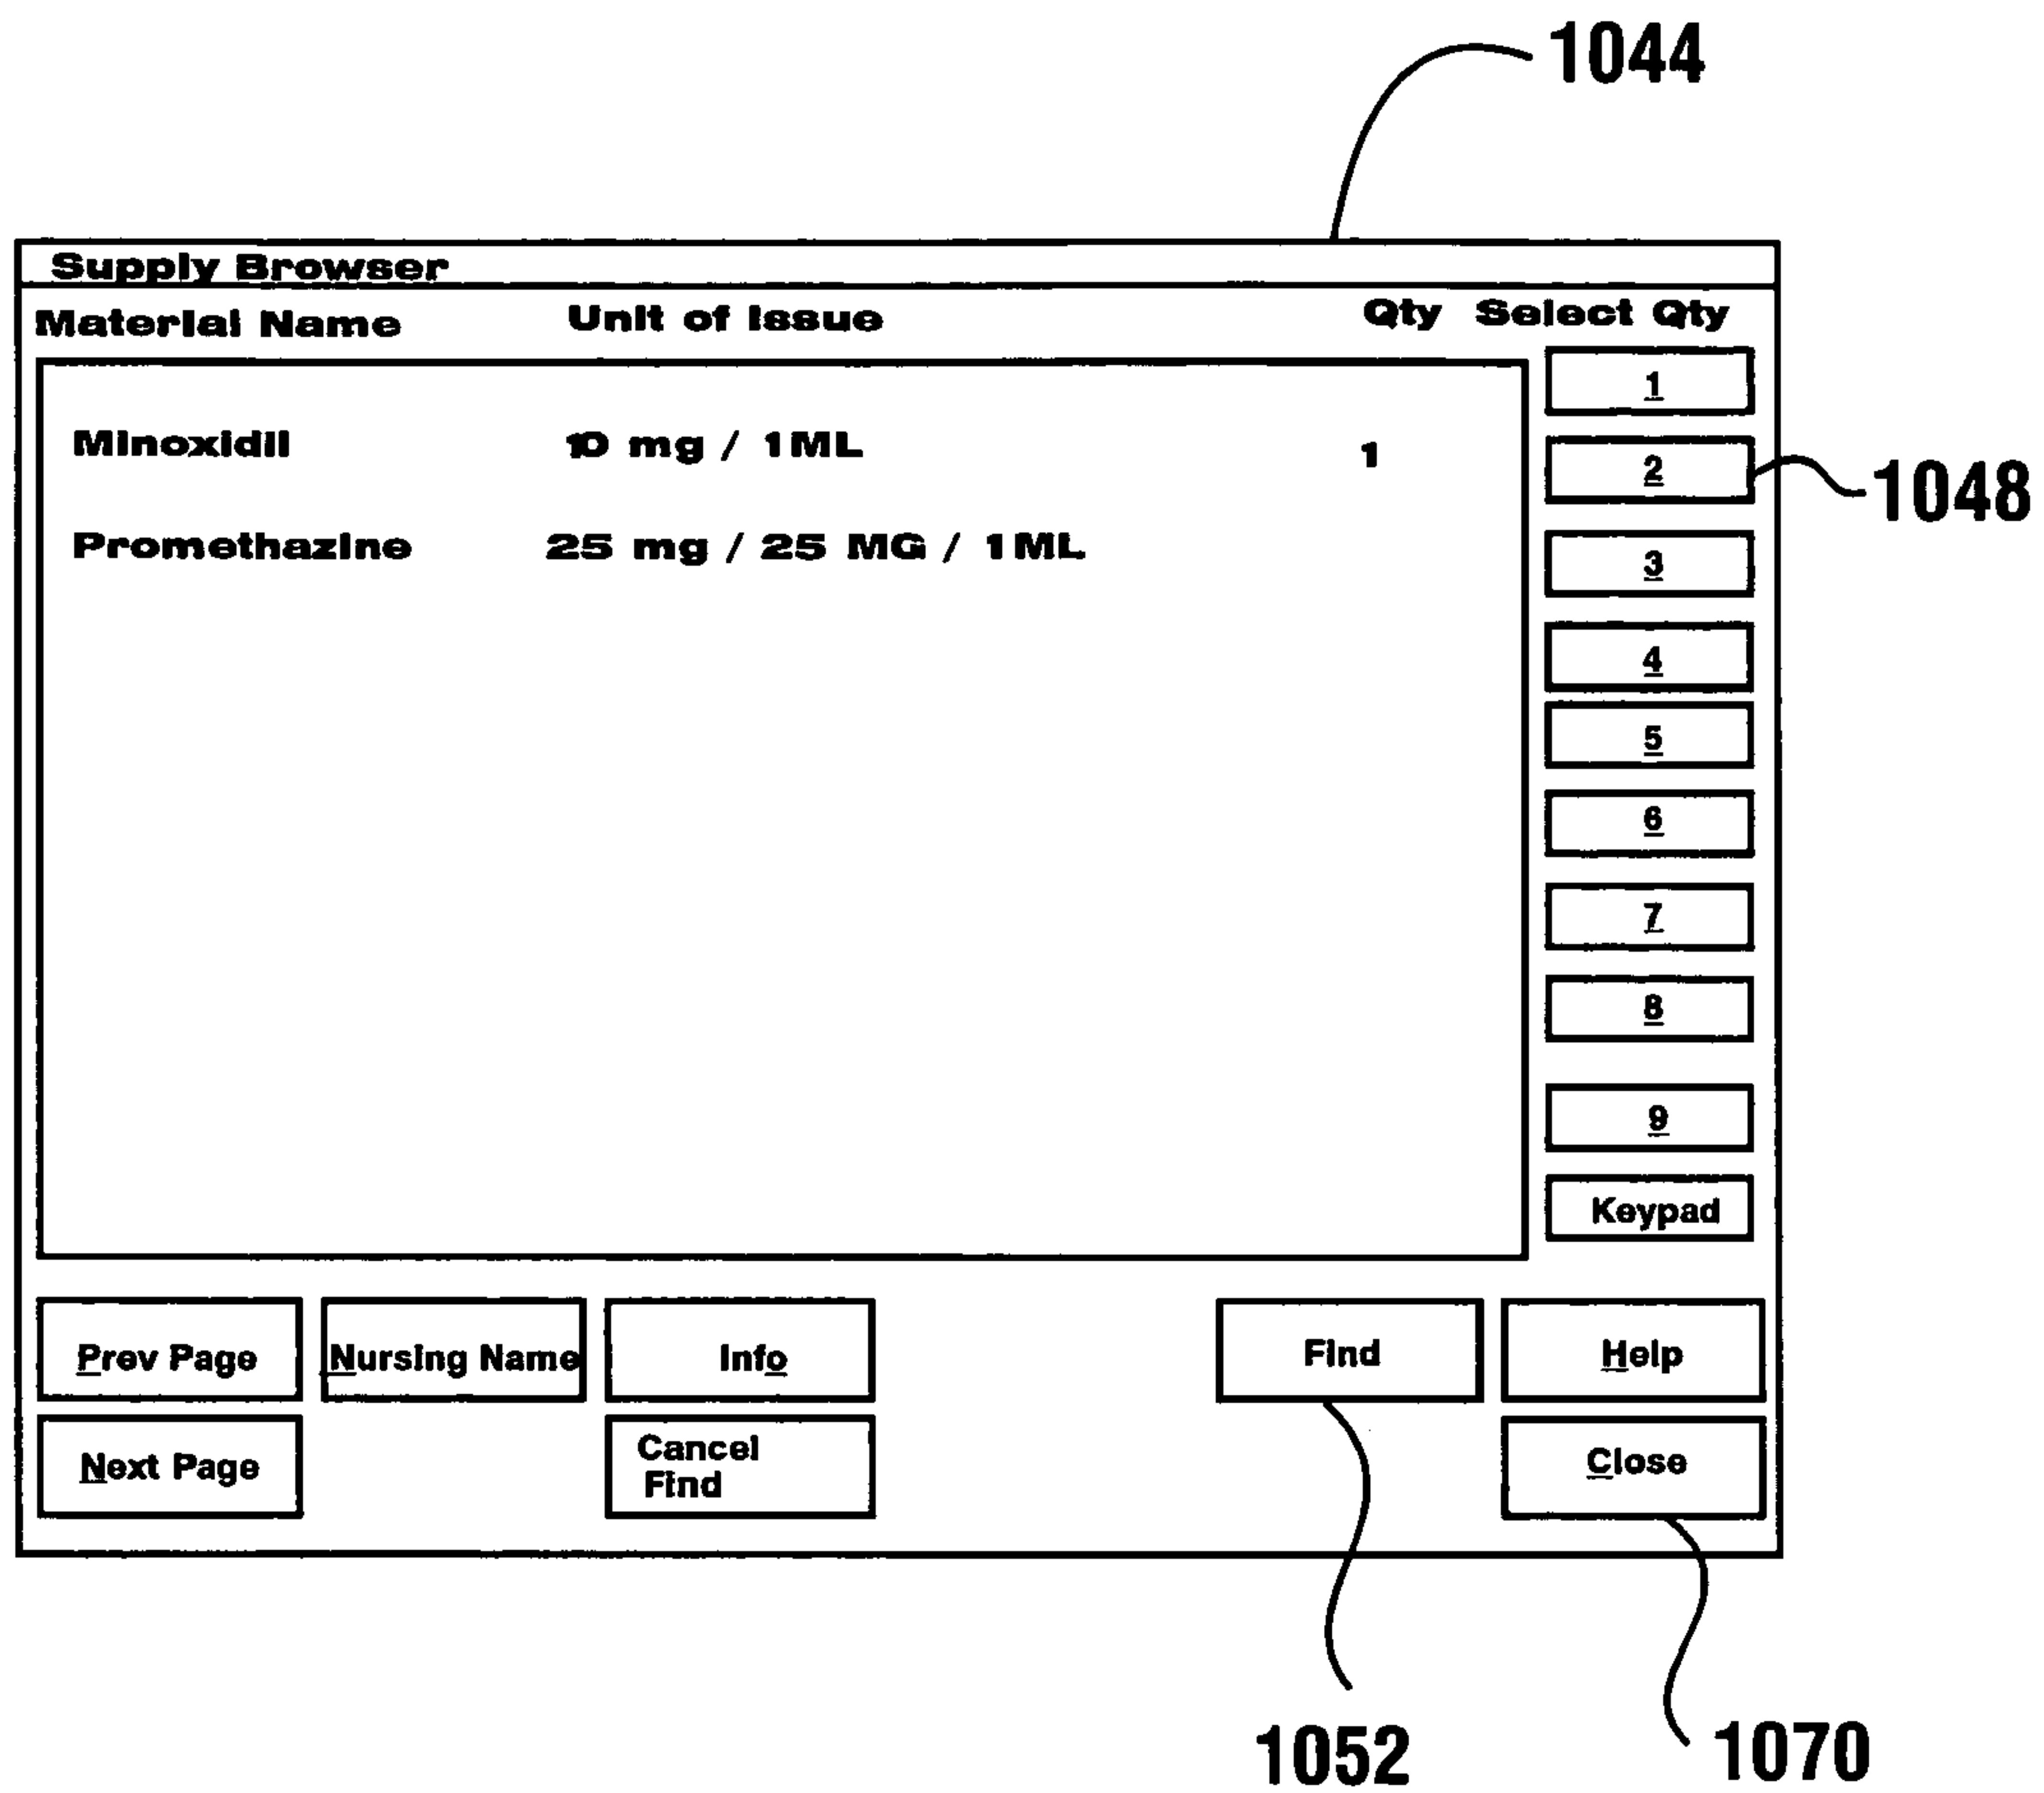 1044
Supply Browser
Material Name Unit of Issue Qty Select Qty
1
Minoxidil 10 mg / 1ML 1
2 1048
Promethazine 25 mg / 25 MG / 1ML
3
4
5
6
7
8
9
Keypad
Prev Page Nursing Name Info Find Help
Next Page Cancel Find Close
1052 1070